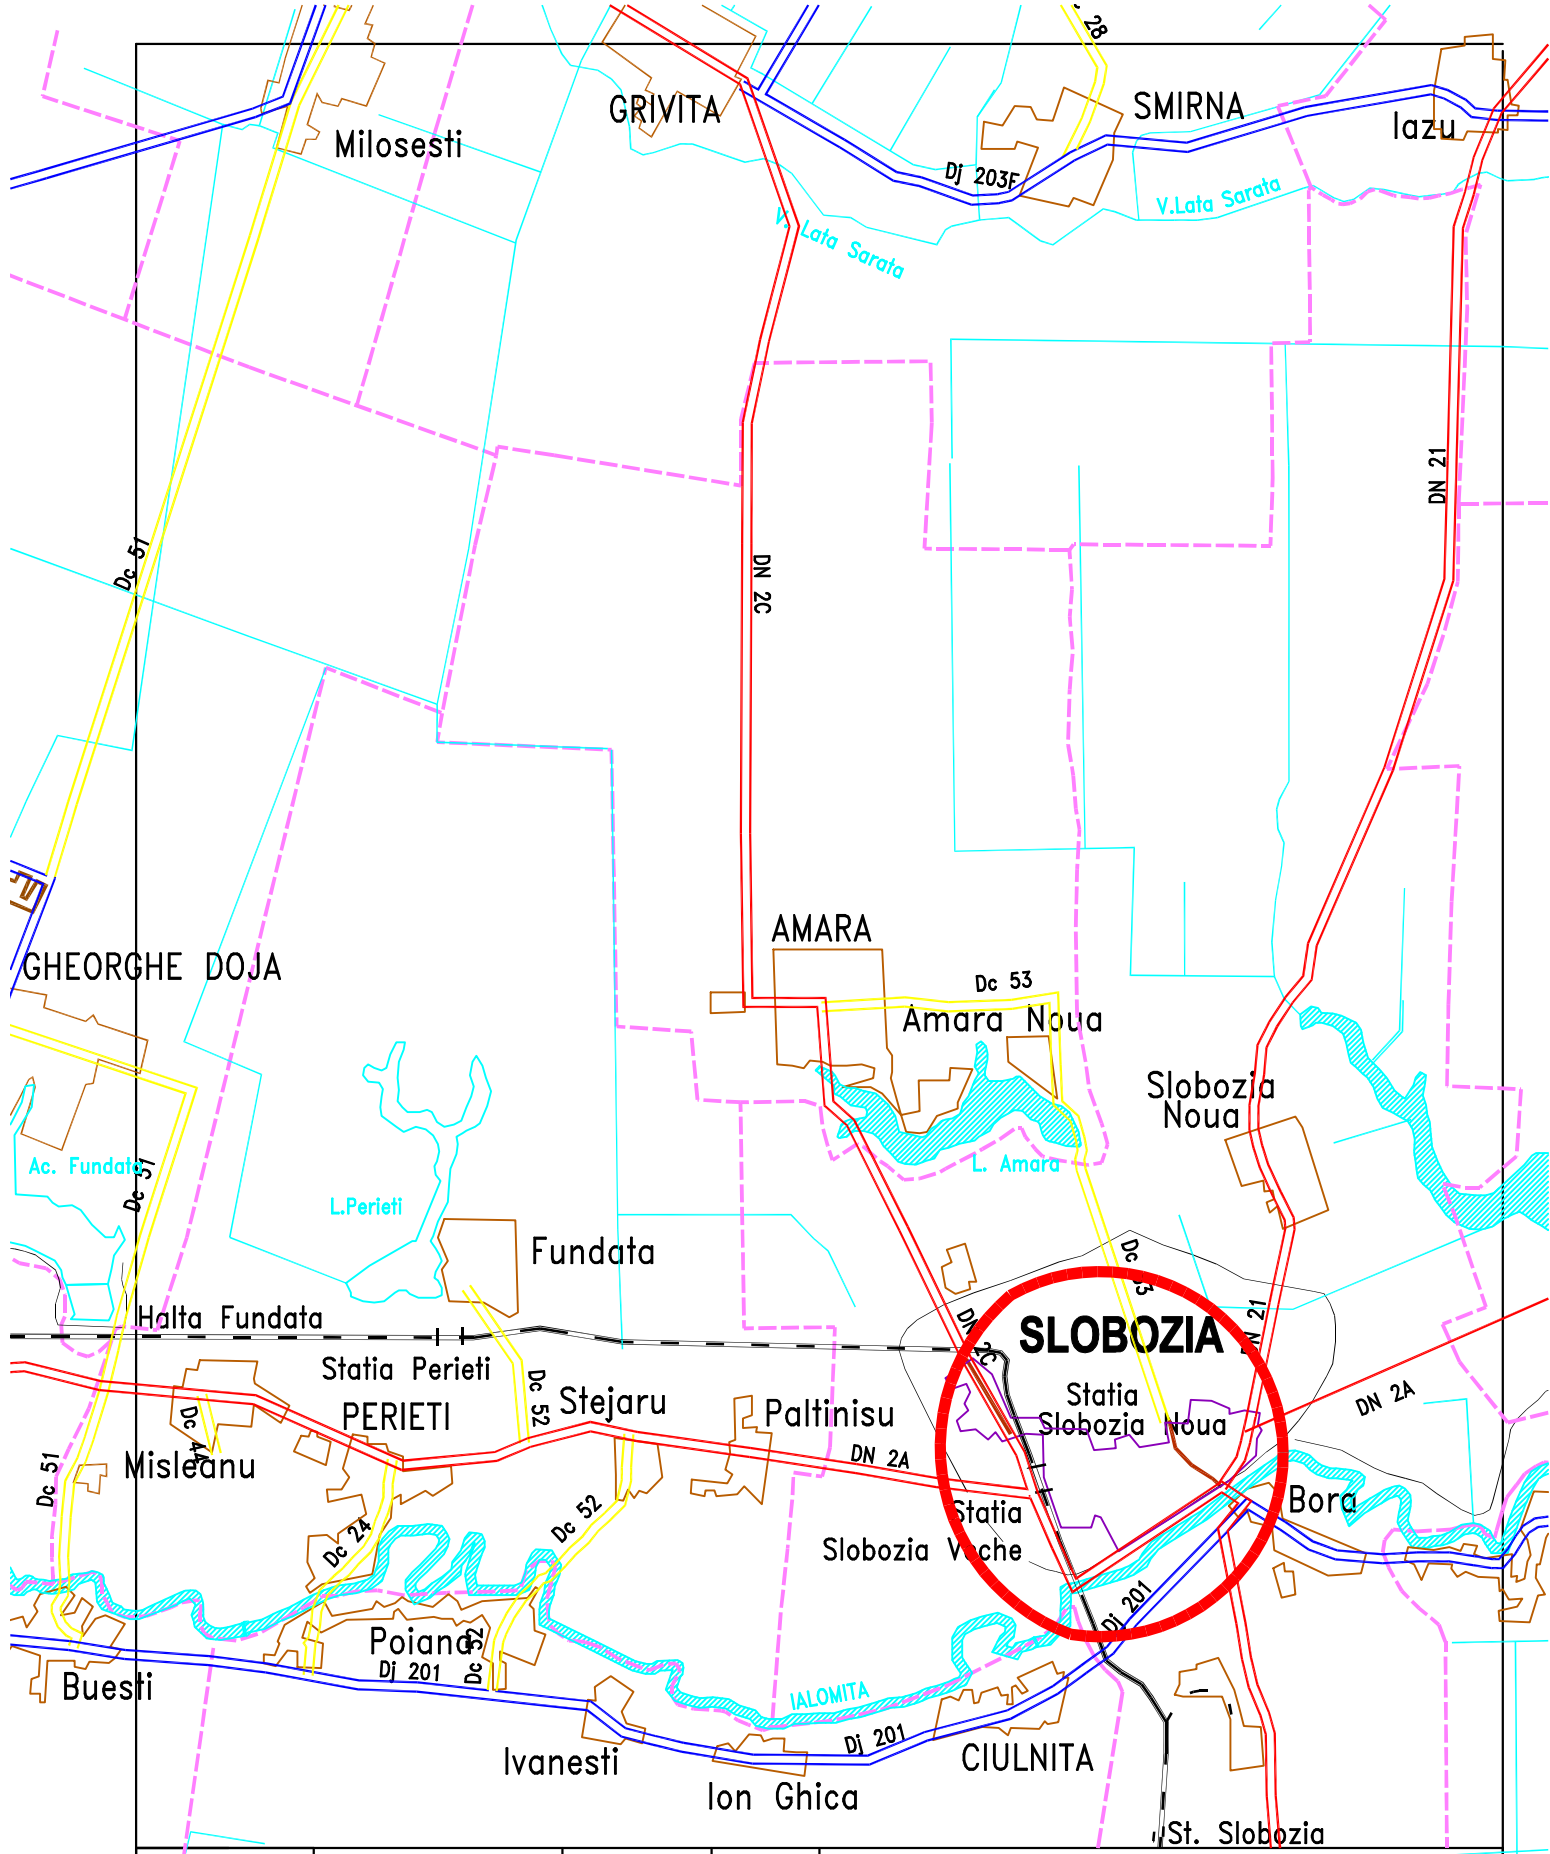 28
GRIVITA
SMIRNA
Iazu
Milosesti
Dj 203F
V.Lata Sarata
V. Lata Sarata
DN 21
Dc 51
DN 2C
AMARA
GHEORGHE DOJA
Dc 53
Amara Noua
Slobozia
Noua
Ac. Fundata
Dc 51
L. Amara
L.Perieti
Fundata
Dc 53
Halta Fundata
DN 2C
SLOBOZIA
DN 21
Statia Perieti
Dc 52
Stejaru
Statia
Slobozia Noua
DN 2A
PERIETI
Paltinisu
Dc 44
DN 2A
Misleanu
Dc 51
Bora
Dc 24
Dc 52
Statia
Slobozia Veche
Dj 201
Poiana
Dj 201
Dc 52
Buesti
IALOMITA
Dj 201
Ivanesti
CIULNITA
Ion Ghica
St. Slobozia